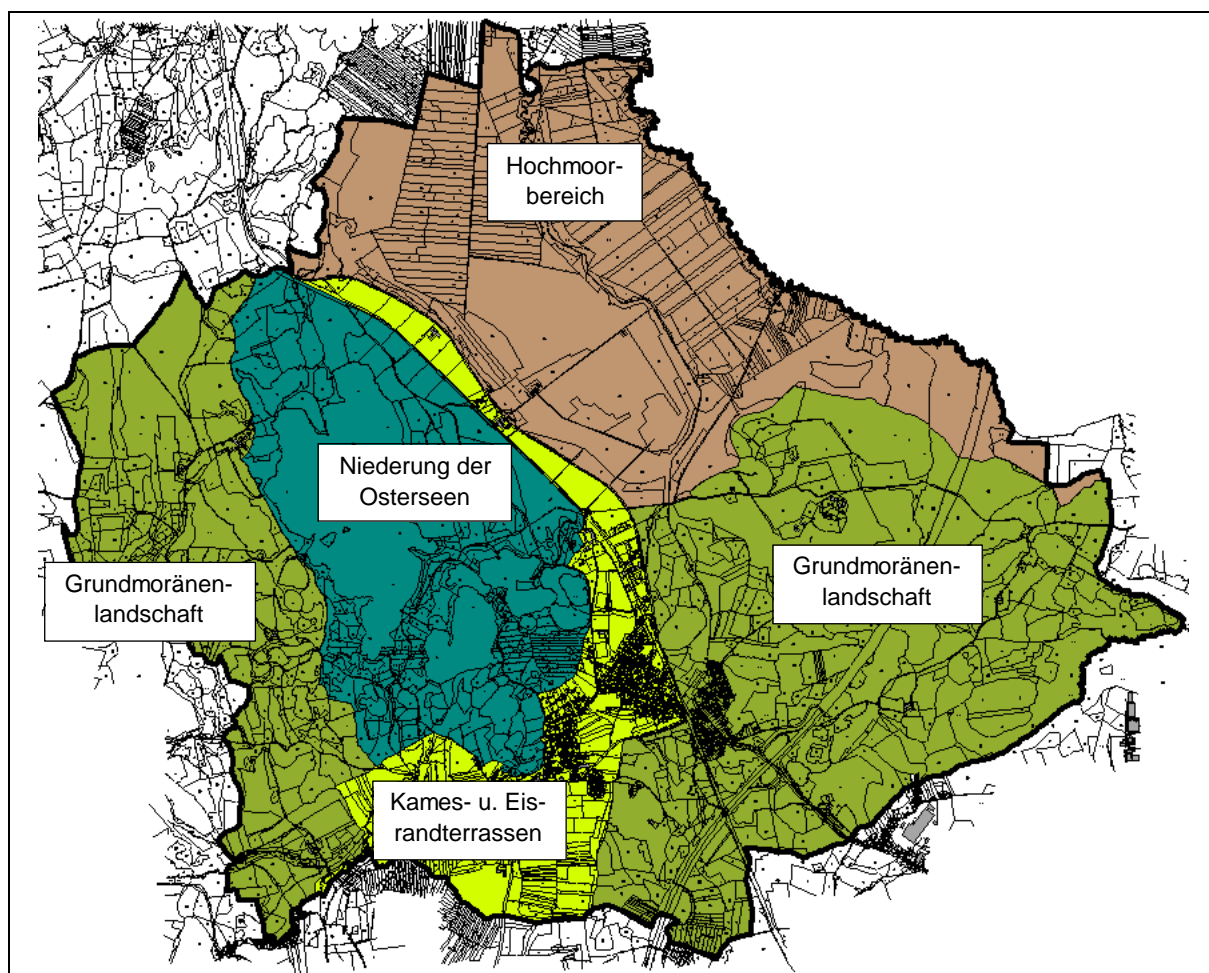 Hochmoor-
bereich
Niederung der
Osterseen
Grundmoränen-
landschaft
Grundmoränen-
landschaft
Kames- u. Eis-
randterrassen